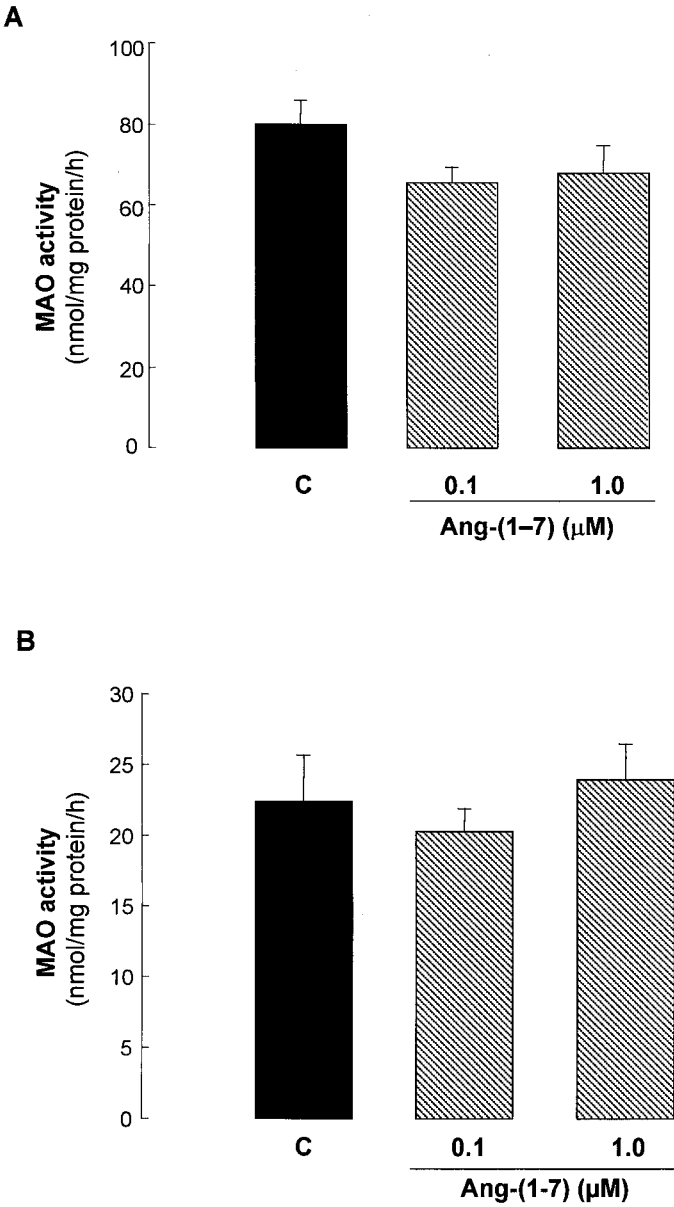 A
MAO activity
(nmol/mg protein/h)
100
80
60
40
20
0
C
0.1
1.0
Ang-(1–7) (μM)
B
MAO activity
(nmol/mg protein/h)
30
25
20
15
10
5
0
C
0.1
1.0
Ang-(1-7) (μM)